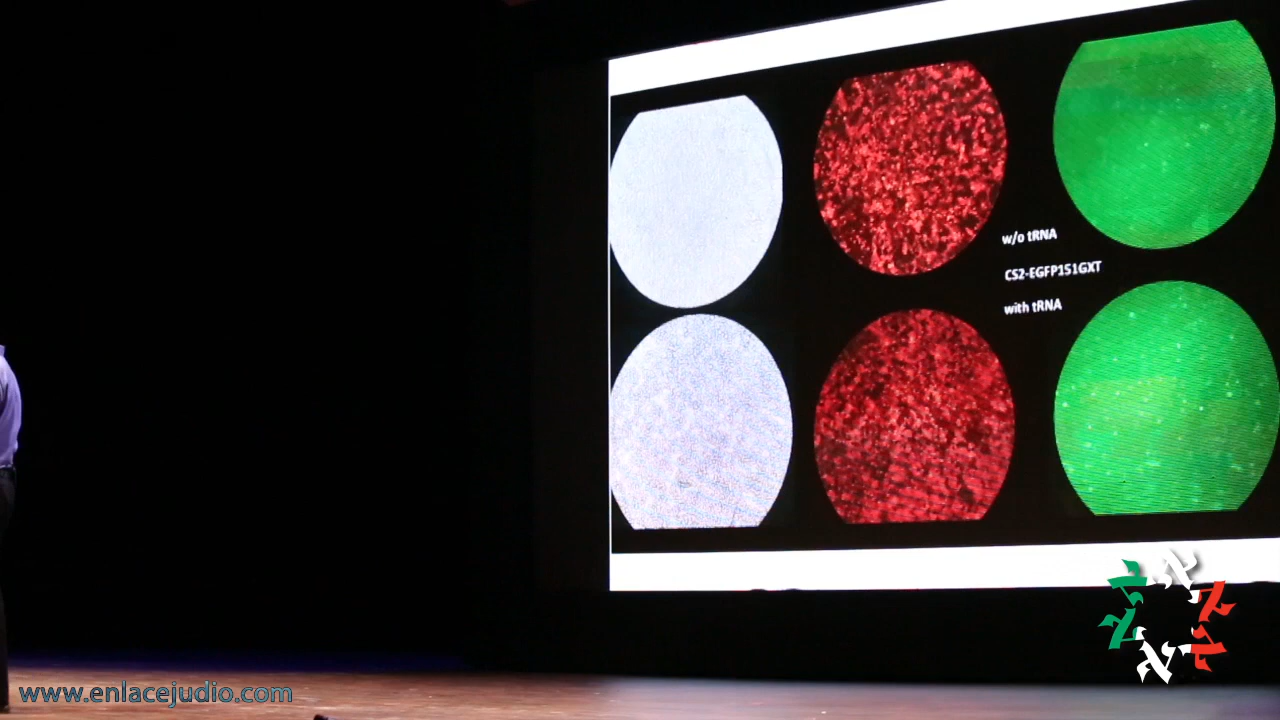 w/o tRNA
CS2-EGFP151GXT
with tRNA
www.enlacejudio.com
א
א
א
א
א
א